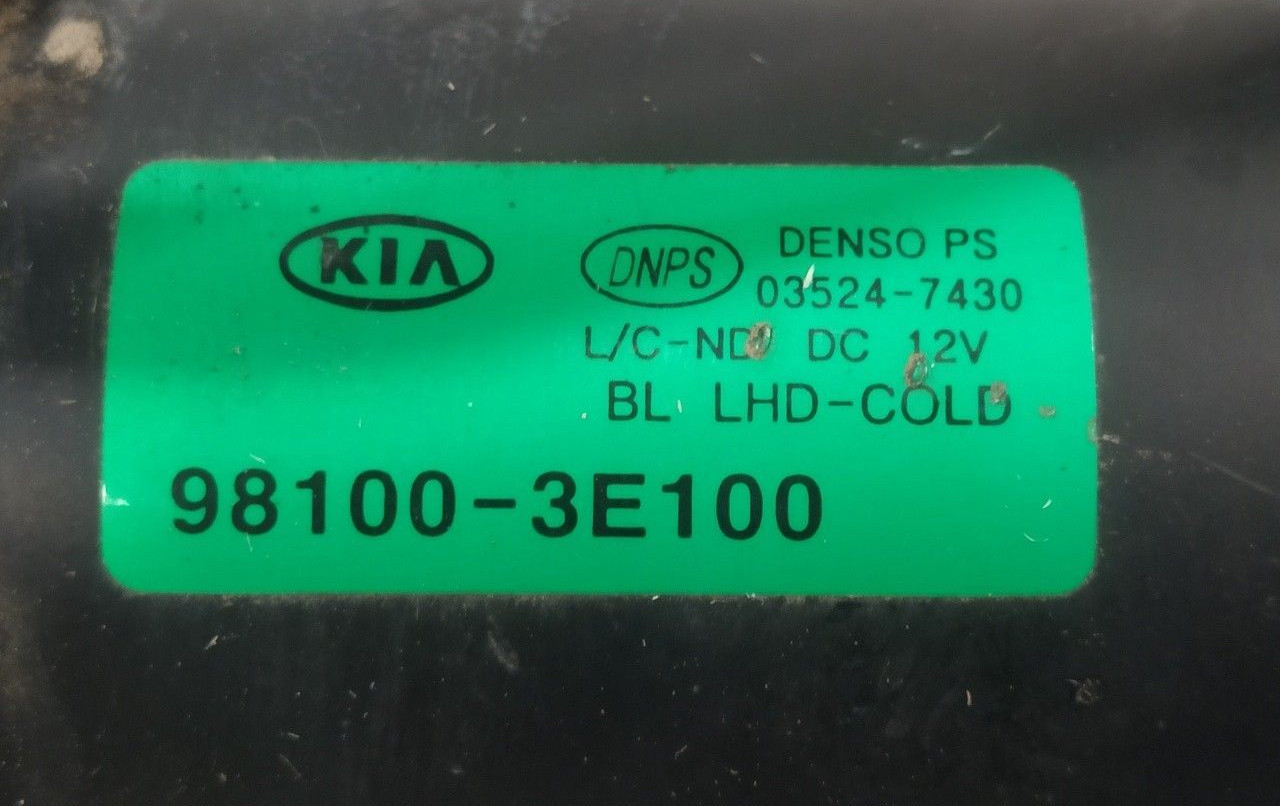 KIA
DNPS
DENSO PS
03524-7430
L/C-ND DC 12V
BL LHD-COLD
98100-3E100